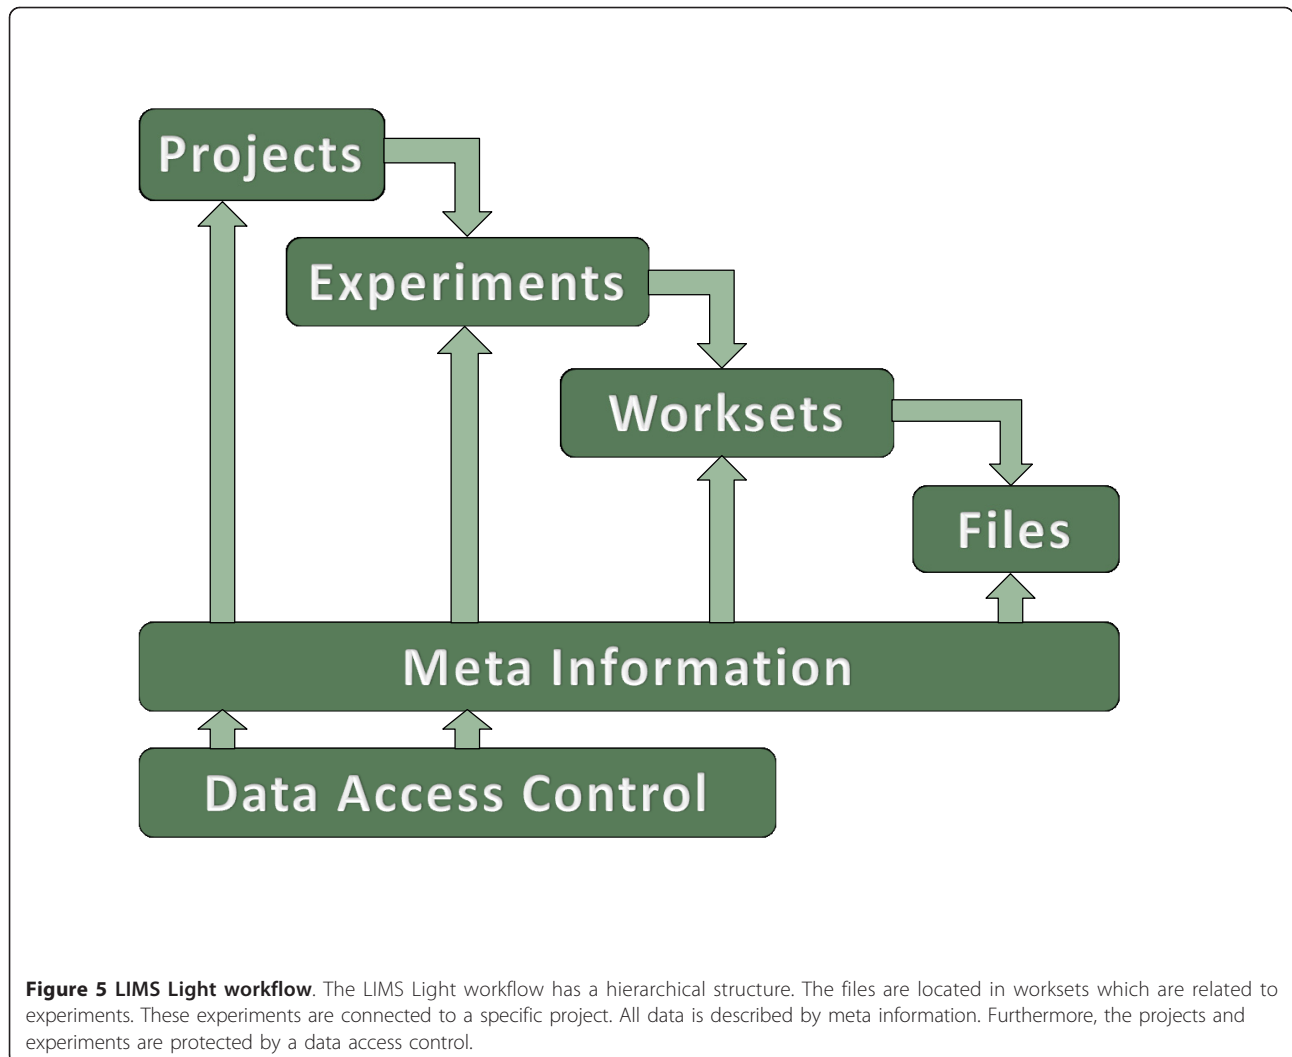 Projects
Experiments
Worksets
Files
Meta Information
Data Access Control
Figure 5 LIMS Light workflow. The LIMS Light workflow has a hierarchical structure. The files are located in worksets which are related to
experiments. These experiments are connected to a specific project. All data is described by meta information. Furthermore, the projects and
experiments are protected by a data access control.